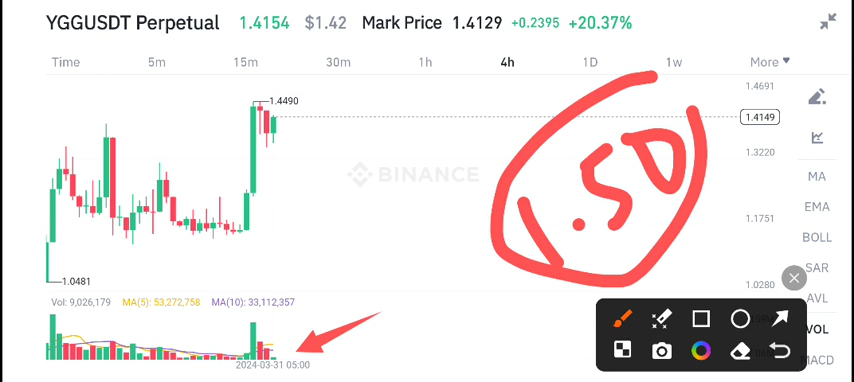 YGGUSDT Perpetual 1.4154 $1.42 Mark Price 1.4129 +0.2395 +20.37%
Time 5m 15m 30m 1h 4h 1D 1w More
1.4691
1.4490
1.4149
1.50
1.3220
BINANCE
MA
EMA
1.1751
BOLL
SAR
1.0481
1.0280
AVL
Vol: 9,026,179 MA(5): 53,272,758 MA(10): 33,112,357
VOL
2024-03-31 05:00
MACD